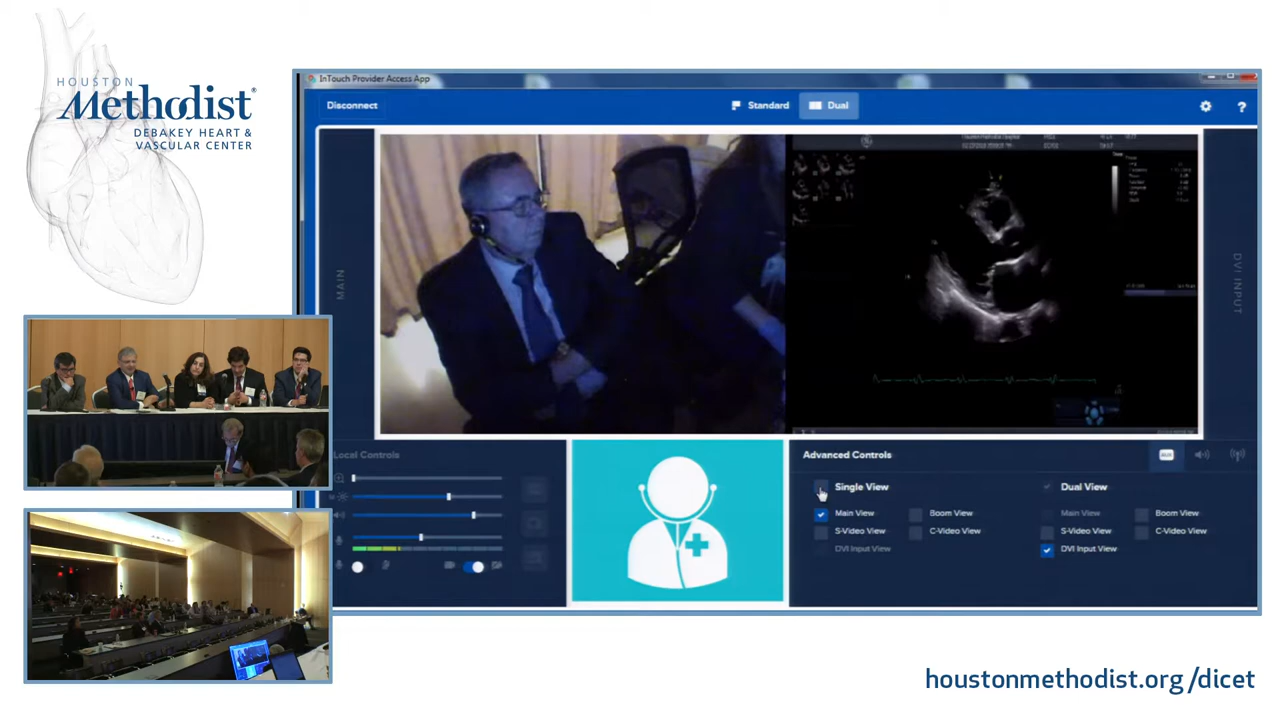 HOUSTON
Methodist®
DEBAKEY HEART &
VASCULAR CENTER
InTouch Provider Access App
Disconnect
Standard
Dual
?
MAIN
DVI INPUT
Local Controls
Advanced Controls
AUX
Single View
Dual View
Main View
Boom View
Main View
Boom View
S-Video View
C-Video View
S-Video View
C-Video View
DVI Input View
DVI Input View
houstonmethodist.org/dicet